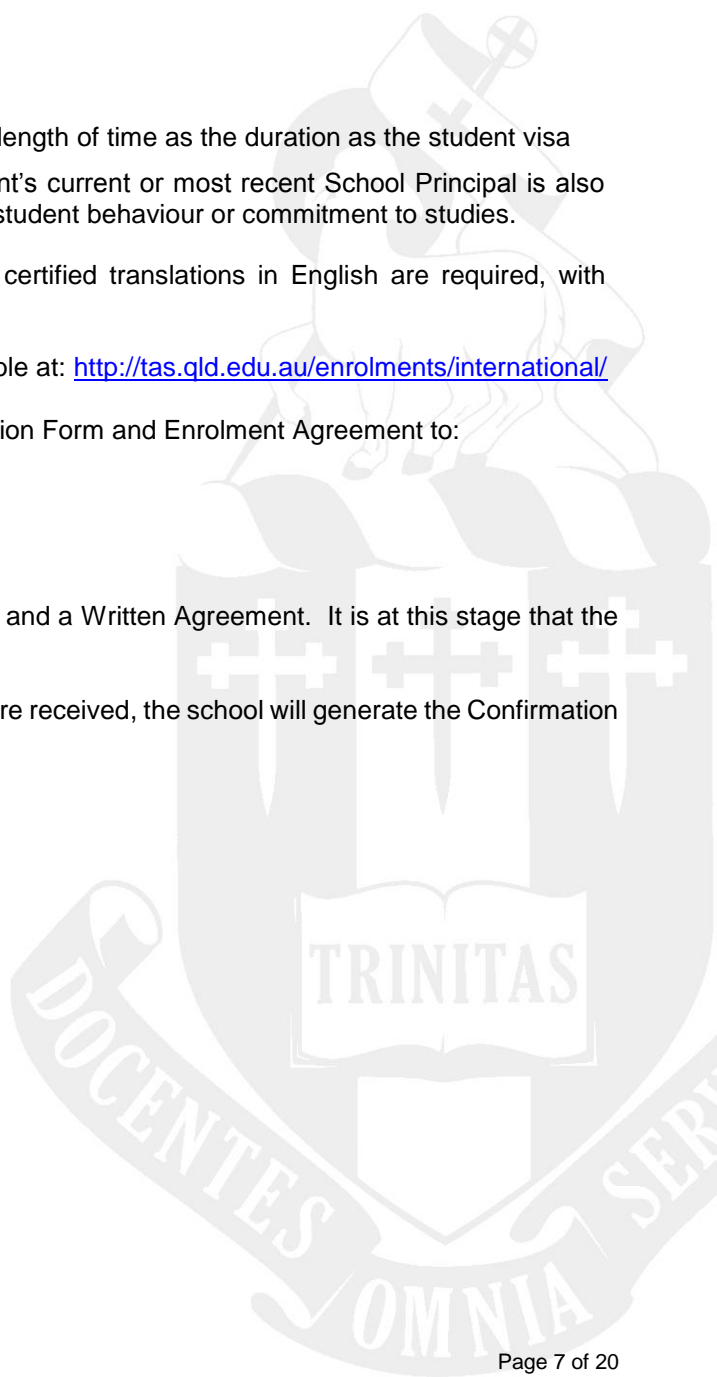 length of time as the duration as the student visa
nt's current or most recent School Principal is also
student behaviour or commitment to studies.
certified translations in English are required, with
ble at: http://tas.qld.edu.au/enrolments/international/
ion Form and Enrolment Agreement to:
and a Written Agreement. It is at this stage that the
re received, the school will generate the Confirmation
TRINITAS
DOCENTES
OMNIA
SER
Page 7 of 20